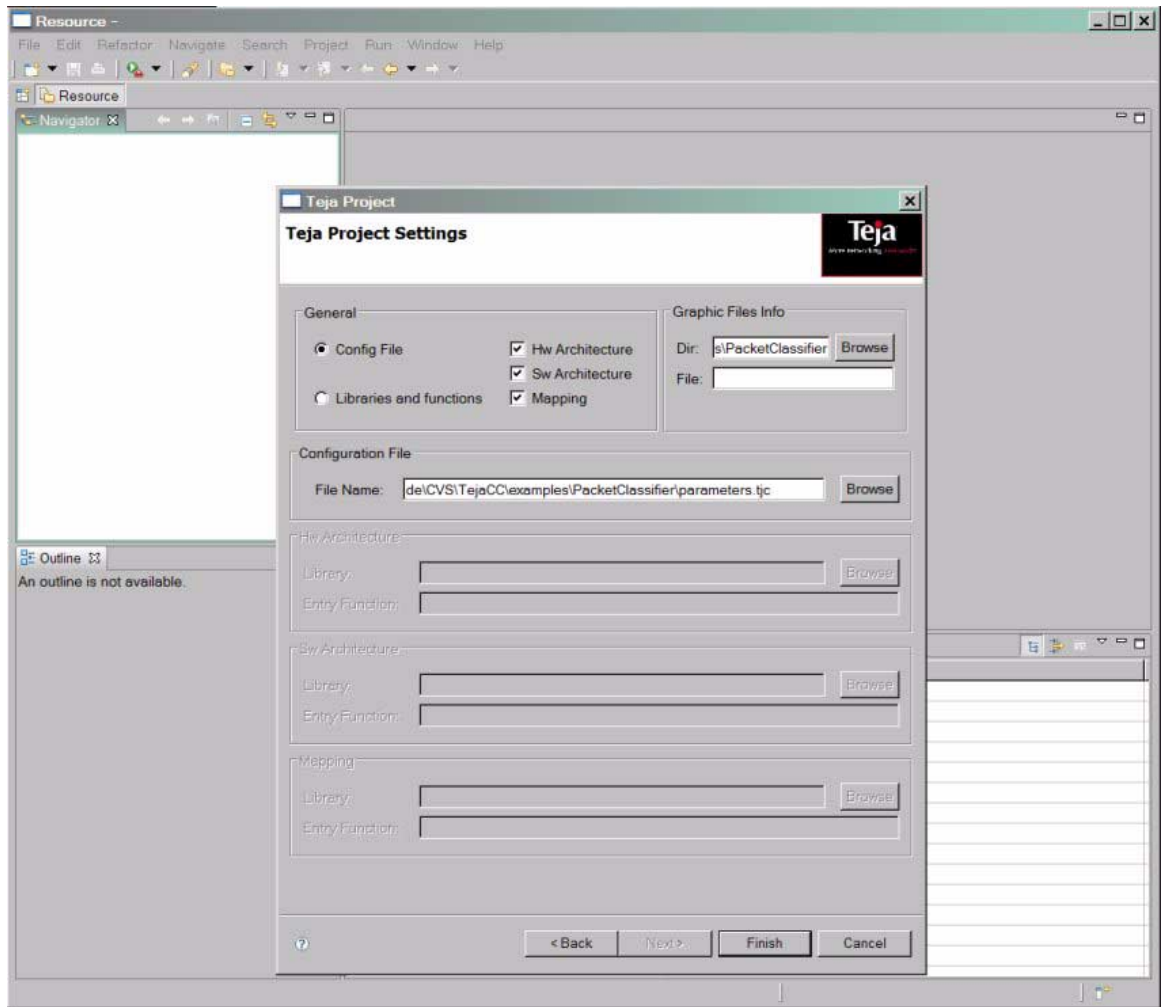 Resource -
File Edit Refactor Navigate Search Project Run Window Help
Resource
Navigator
Teja Project
Teja Project Settings
Teja
General
Config File
Hw Architecture
Sw Architecture
Libraries and functions
Mapping
Graphic Files Info
Dir: s\PacketClassifier Browse
File:
Configuration File
File Name: de\CVS\TejaCC\examples\PacketClassifier\parameters.tjc Browse
Hw Architecture
Library: Browse
Entry Function:
Sw Architecture
Library: Browse
Entry Function:
Mapping
Library: Browse
Entry Function:
< Back Next > Finish Cancel
Outline
An outline is not available.